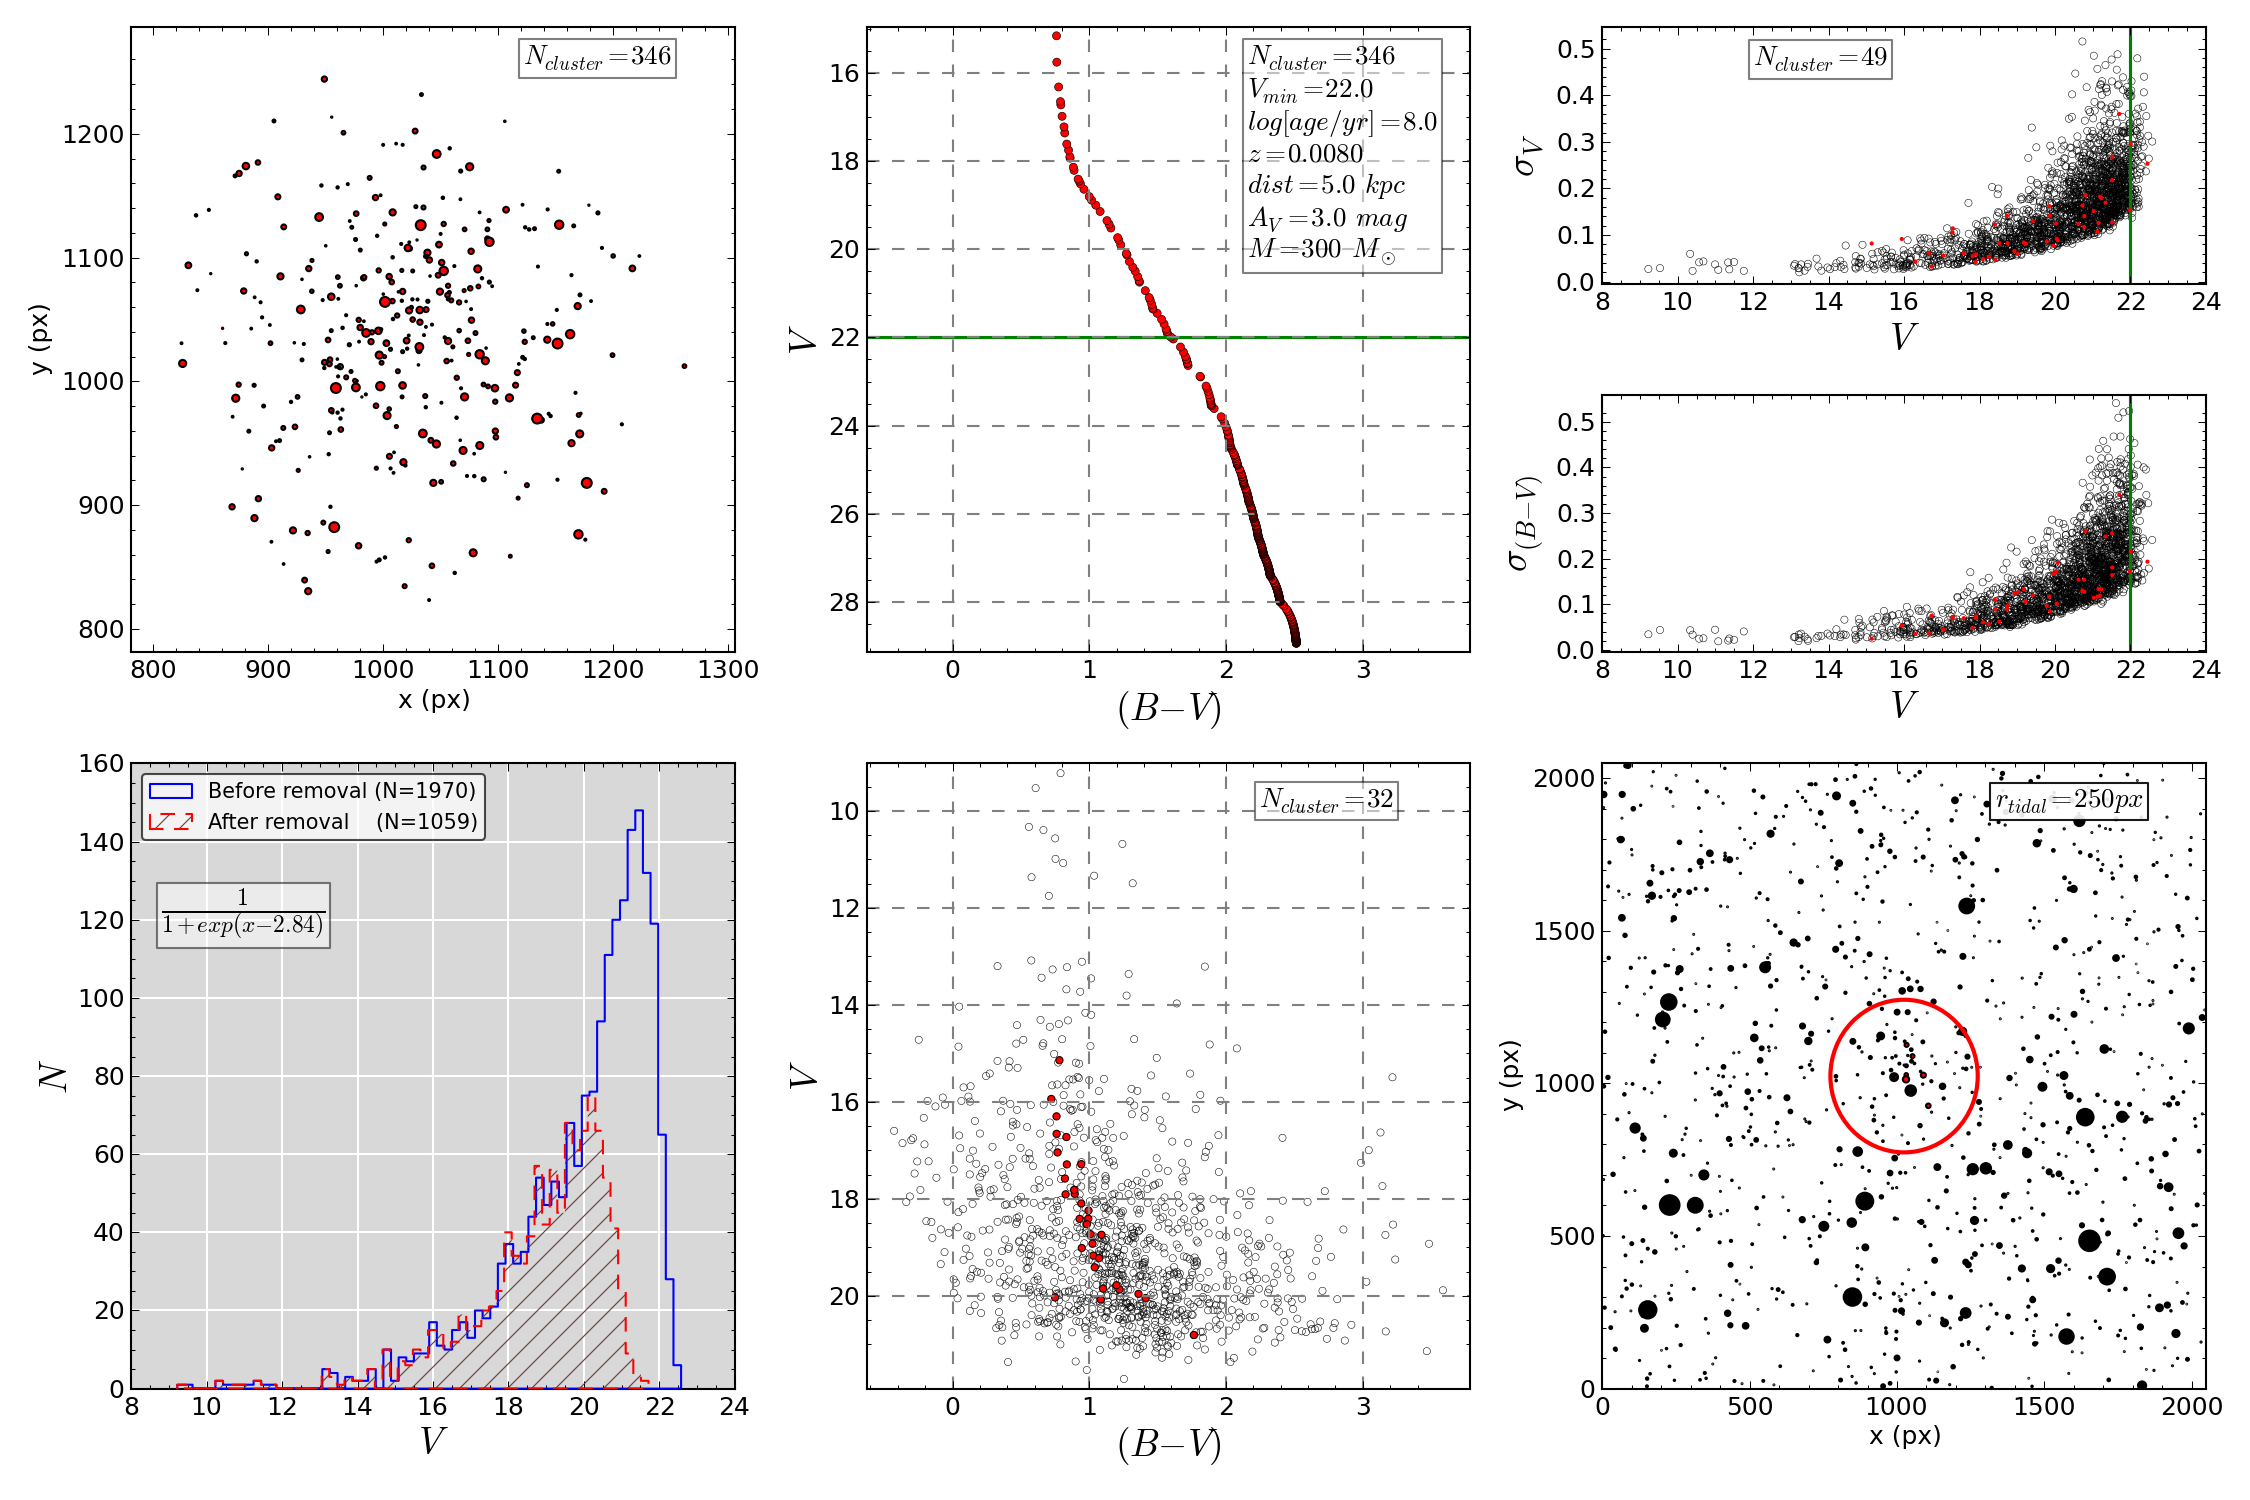 N_cluster=346
1200
1100
1000
900
800
y (px)
800 900 1000 1100 1200 1300
x (px)
N_cluster=346
V_min=22.0
log[age/yr]=8.0
z=0.0080
dist=5.0 kpc
A_V=3.0 mag
M=300 M_⊙
16
18
20
22
24
26
28
V
0 1 2 3
(B−V)
N_cluster=49
0.5
0.4
0.3
0.2
0.1
0.0
σ_V
8 10 12 14 16 18 20 22 24
V
0.5
0.4
0.3
0.2
0.1
0.0
σ_(B−V)
8 10 12 14 16 18 20 22 24
V
160
140
120
100
80
60
40
20
0
N
Before removal (N=1970)
After removal (N=1059)
1
1+exp(x−2.84)
8 10 12 14 16 18 20 22 24
V
N_cluster=32
10
12
14
16
18
20
V
0 1 2 3
(B−V)
r_tidal=250px
2000
1500
1000
500
0
y (px)
0 500 1000 1500 2000
x (px)